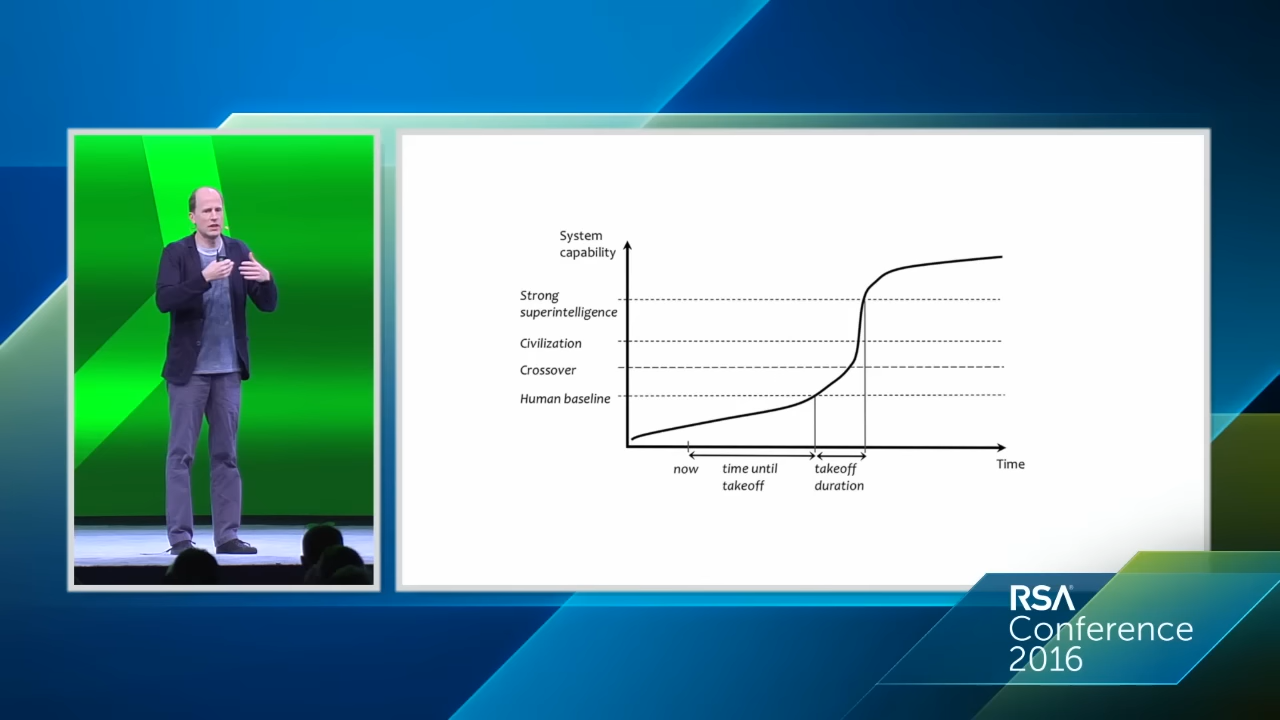 System
capability
Strong
superintelligence
Civilization
Crossover
Human baseline
now
time until
takeoff
takeoff
duration
Time
RSA
Conference
2016